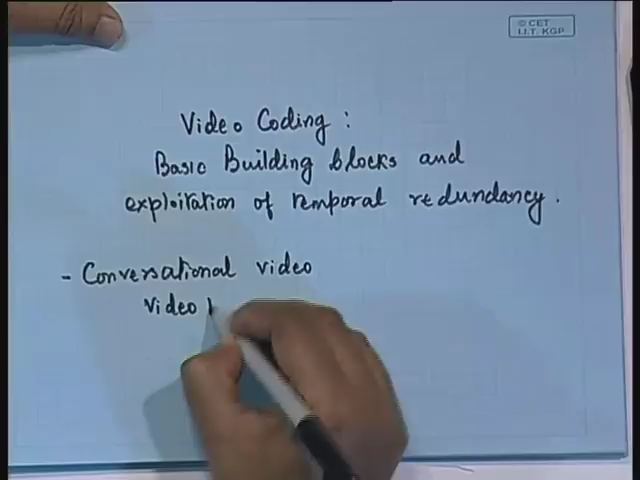 © CET
I.I.T. KGP
Video Coding :
Basic Building blocks and
exploitation of temporal redundancy.
- Conversational video
video